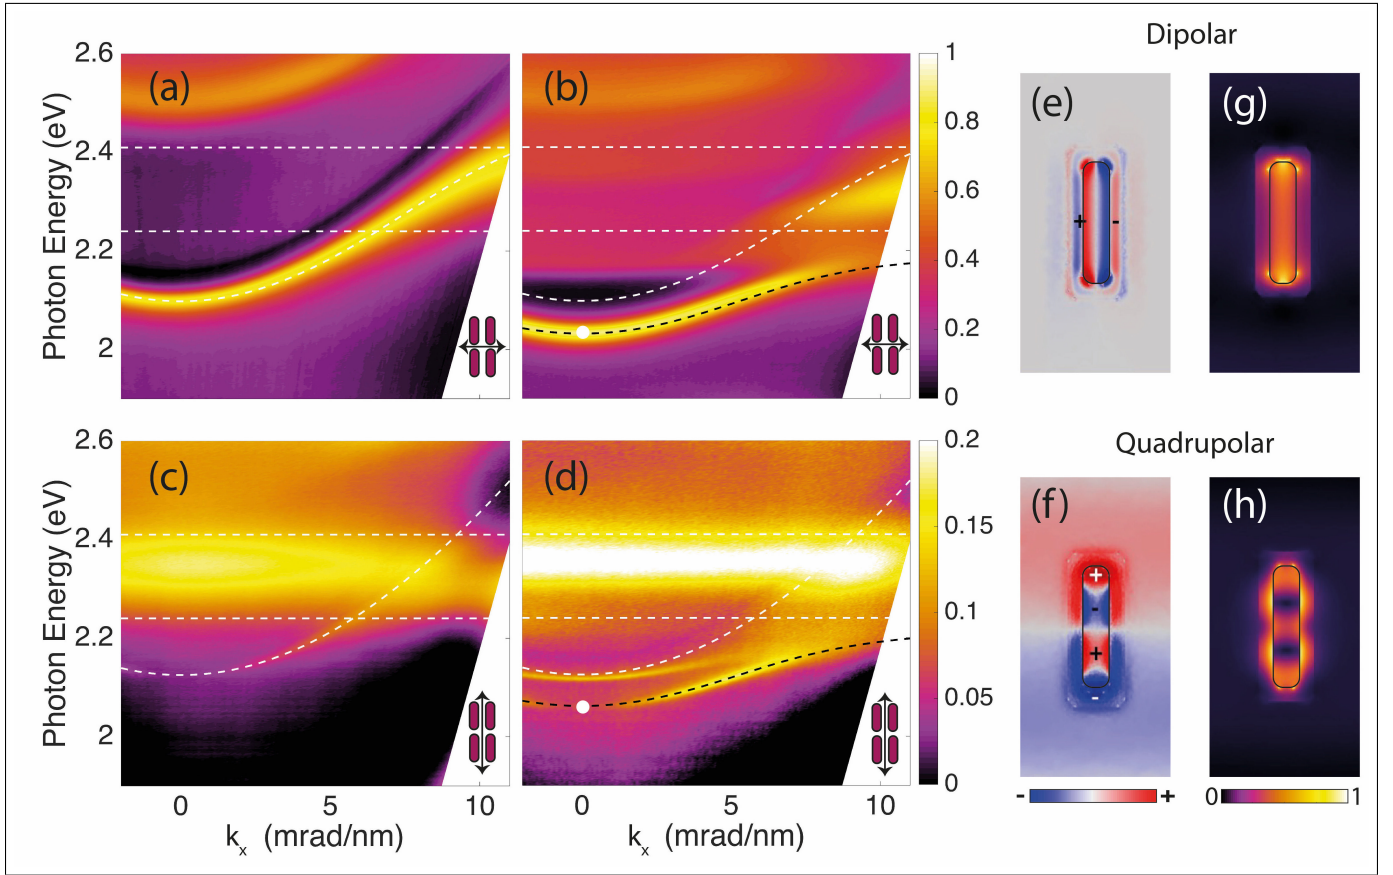 Dipolar
2.6
2.4
2.2
2
Photon Energy (eV)
(a)
(b)
1
0.8
0.6
0.4
0.2
0
(e)
+ -
(g)
Quadrupolar
2.6
2.4
2.2
2
Photon Energy (eV)
(c)
(d)
0.2
0.15
0.1
0.05
0
(f)
+
-
+
-
(h)
- +
0 1
0 5 10
0 5 10
kx (mrad/nm)
kx (mrad/nm)